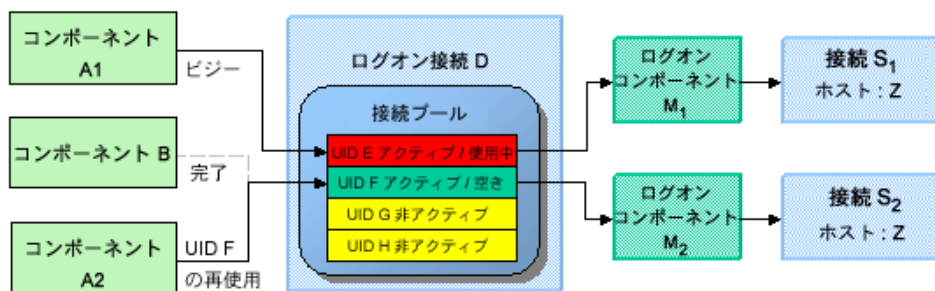 コンポーネント
A1
ビジー
コンポーネント B
完了
コンポーネント
A2
UID F
の再使用
ログオン接続 D
接続プール
UID E アクティブ / 使用中
UID F アクティブ / 空き
UID G 非アクティブ
UID H 非アクティブ
ログオン
コンポーネント
M1
接続 S1
ホスト : Z
ログオン
コンポーネント
M2
接続 S2
ホスト : Z